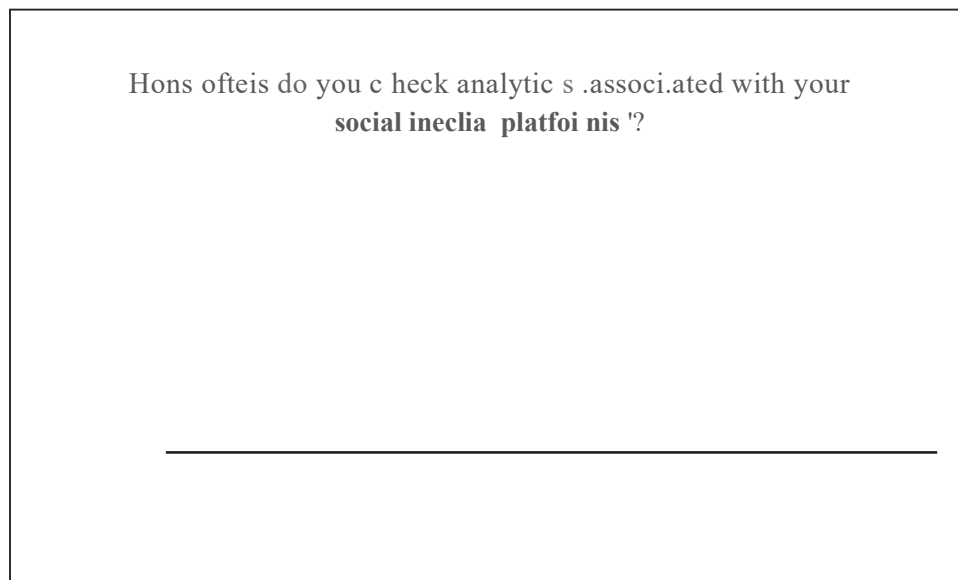 Hons ofteis do you c heck analytic s .associ.ated with your
social ineclia platfoi nis '?